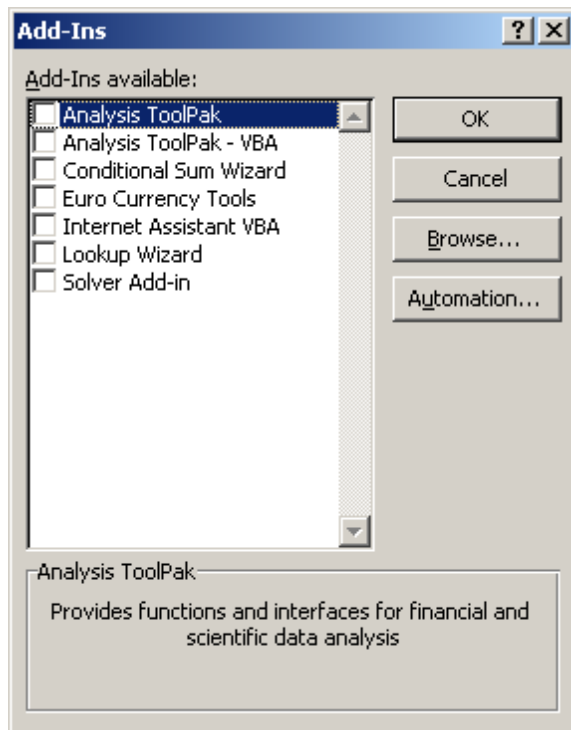 Add-Ins
Add-Ins available:
Analysis ToolPak
Analysis ToolPak - VBA
Conditional Sum Wizard
Euro Currency Tools
Internet Assistant VBA
Lookup Wizard
Solver Add-in
OK
Cancel
Browse...
Automation...
Analysis ToolPak
Provides functions and interfaces for financial and
scientific data analysis